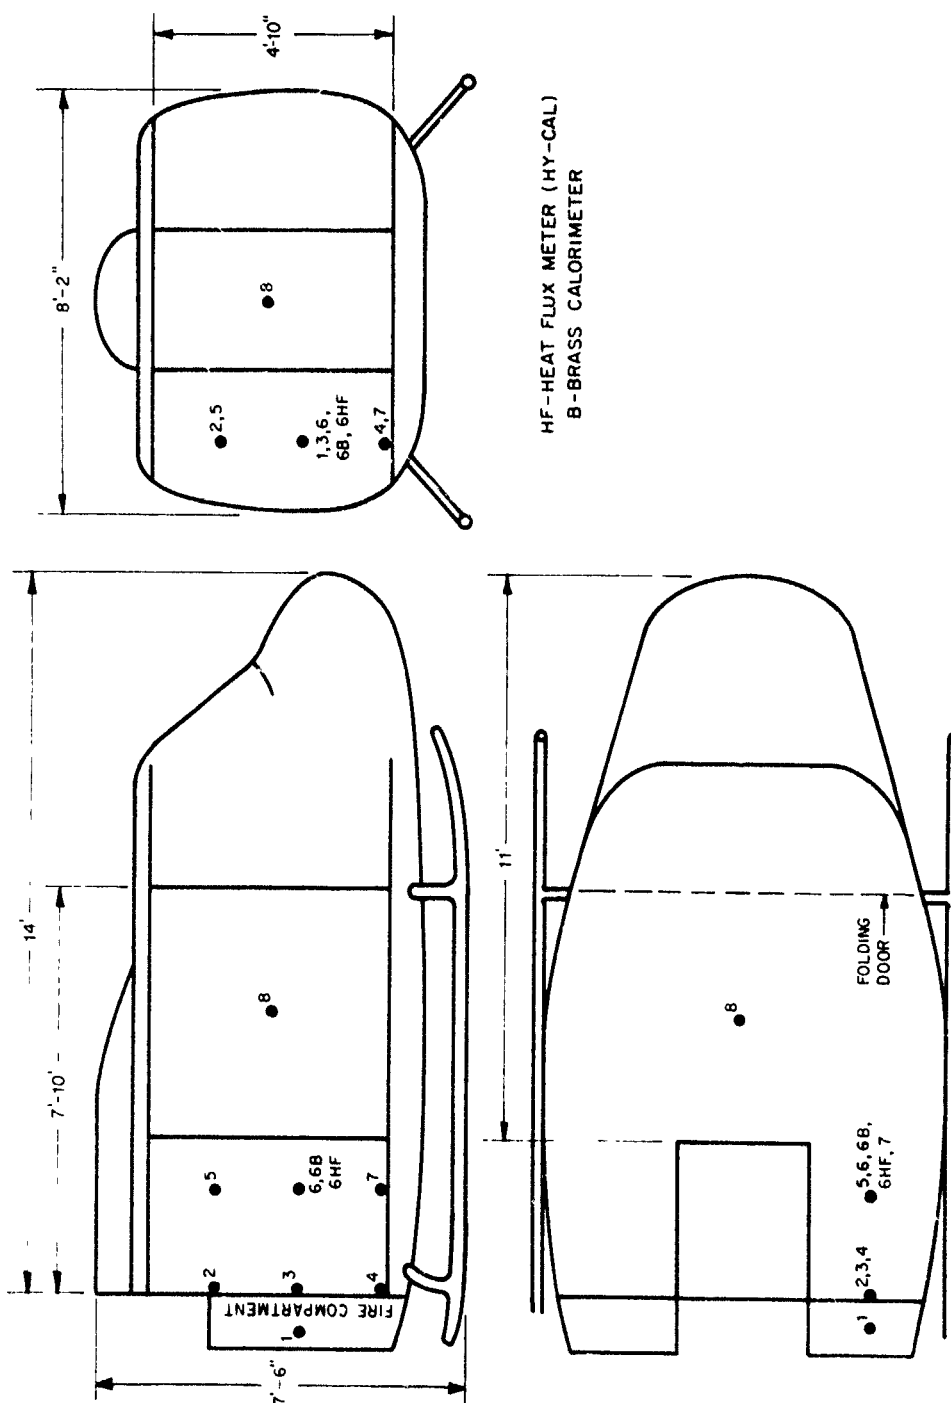 8'-2"
4'-10"
8
2,5
1,3,6,
6B, 6HF
4,7
HF-HEAT FLUX METER (HY-CAL)
B-BRASS CALORIMETER
14'
7'-10'
7'-6"
2
5
8
3
6,6B
6HF
1
4
7
FIRE COMPARTMENT
11'
8
FOLDING
DOOR
5,6,6B,
6HF,7
2,3,4
1